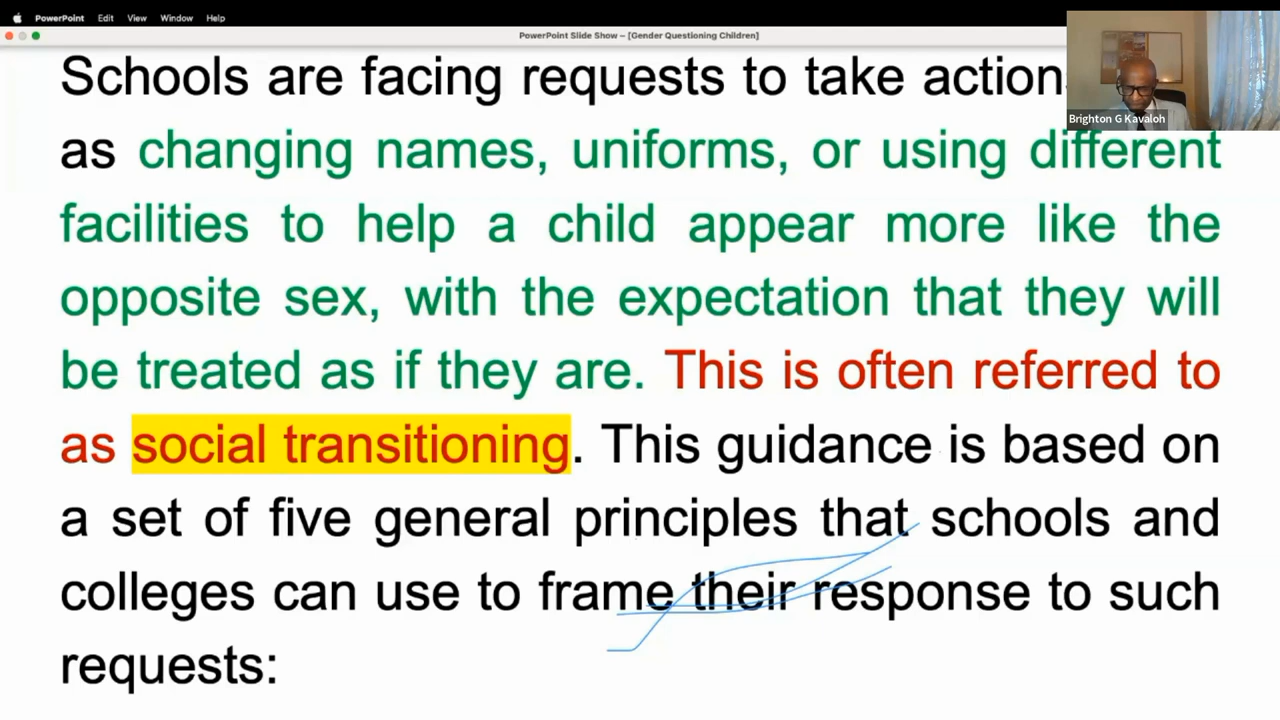 PowerPoint Edit View Window Help
PowerPoint Slide Show – [Gender Questioning Children]
Schools are facing requests to take action
as changing names, uniforms, or using different
facilities to help a child appear more like the
opposite sex, with the expectation that they will
be treated as if they are. This is often referred to
as social transitioning. This guidance is based on
a set of five general principles that schools and
colleges can use to frame their response to such
requests:
Brighton G Kavaloh